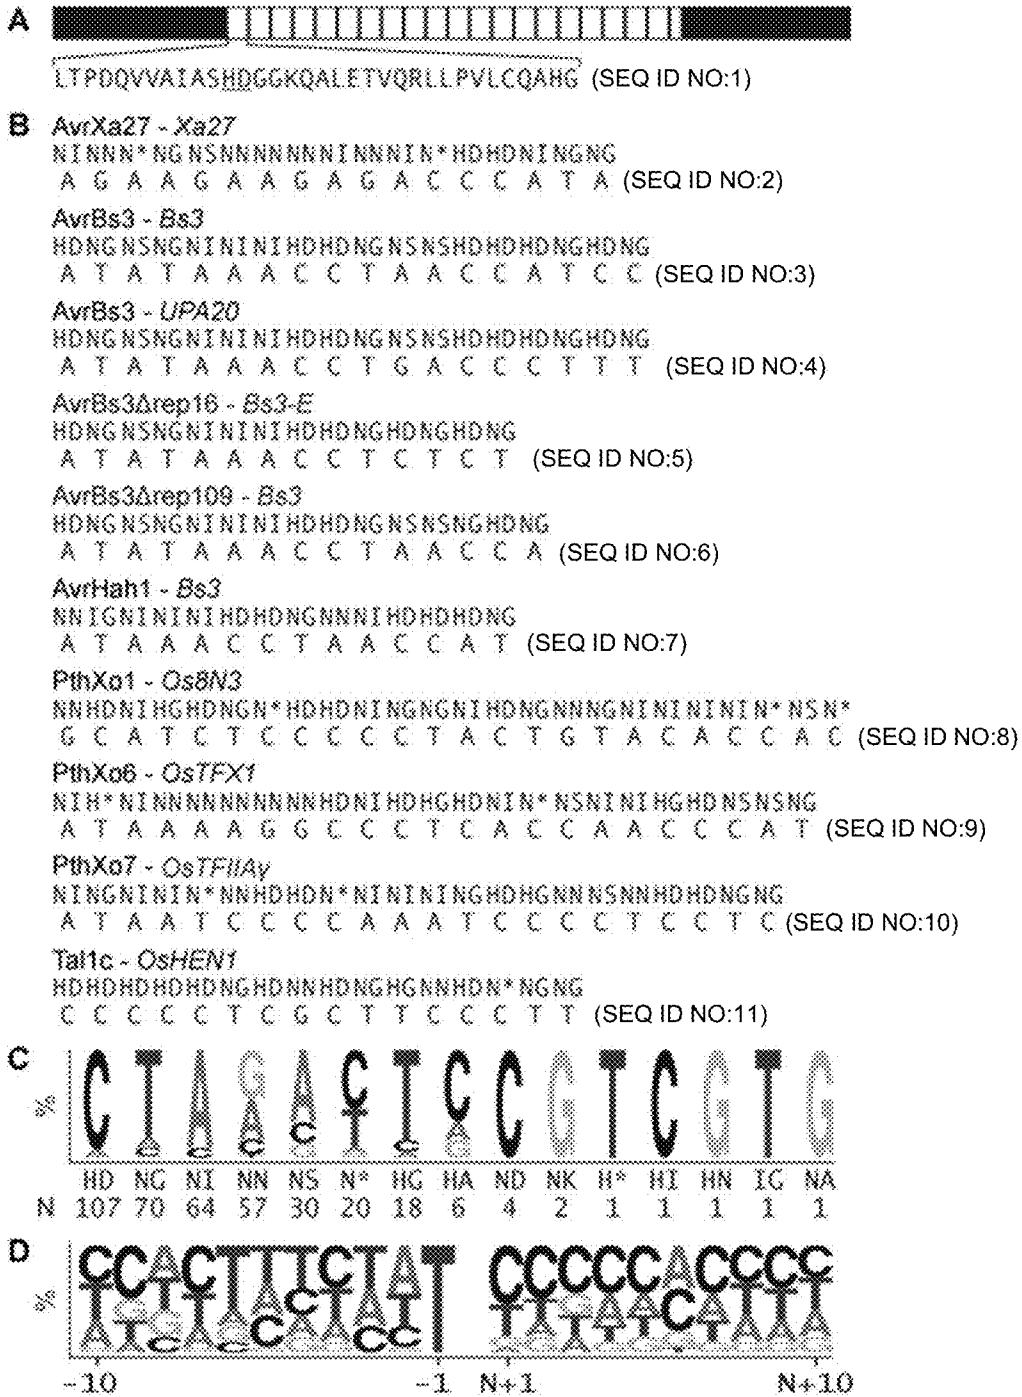 A
LTPDQVVAIASHDGGKQALETVQRLLPVLCQAHG (SEQ ID NO:1)
B
AvrXa27 - Xa27
NINNN*NGNSNNNNNNNINNNIN*HDHDNINGNG
A G A A G A A G A G A C C C A T A (SEQ ID NO:2)
AvrBs3 - Bs3
HDNGNSNGNINININIHDHDNGNSNSHDHDHDNGHDNG
A T A T A A A C C T A A C C A T C C (SEQ ID NO:3)
AvrBs3 - UPA20
HDNGNSNGNINININIHDHDNGNSNSHDHDHDNGHDNG
A T A T A A A C C T G A C C C T T T (SEQ ID NO:4)
AvrBs3Δrep16 - Bs3-E
HDNGNSNGNINININIHDHDNGHDNGHDNG
A T A T A A A C C T C T C T (SEQ ID NO:5)
AvrBs3Δrep109 - Bs3
HDNGNSNGNINININIHDHDNGNSNSNGHDNG
A T A T A A A C C T A A C C A (SEQ ID NO:6)
AvrHah1 - Bs3
NNIGNINININIHDHDNGNNNIHDHDHDNG
A T A A A C C T A A C C A T (SEQ ID NO:7)
PthXo1 - Os8N3
NNHDNIHGHDNGN*HDHDNINGNGNIHDNGNNNGNININININ*NSN*
G C A T C T C C C C C T A C T G T A C A C C A C (SEQ ID NO:8)
PthXo6 - OsTFX1
NIH*NINNNNNNNNNNHDNIHDHGHDNIN*NSNINIHGHDNSNSNG
A T A A A A G G C C C T C A C C A A C C C A T (SEQ ID NO:9)
PthXo7 - OsTFIIAγ
NINGNININ*NNHDHDN*NINININGHDHGNNNSNNHDHDNGNG
A T A A T C C C C A A A T C C C C T C C T C (SEQ ID NO:10)
Tal1c - OsHEN1
HDHDHDHDHDNGHDNNHDNGHGNNHDN*NGNG
C C C C C T C G C T T C C C T T (SEQ ID NO:11)
C
%
HD NG NI NN NS N* HG HA ND NK H* HI HN IG NA
N 107 70 64 57 30 20 18 6 4 2 1 1 1 1 1
D
%
-10 -1 N+1 N+10